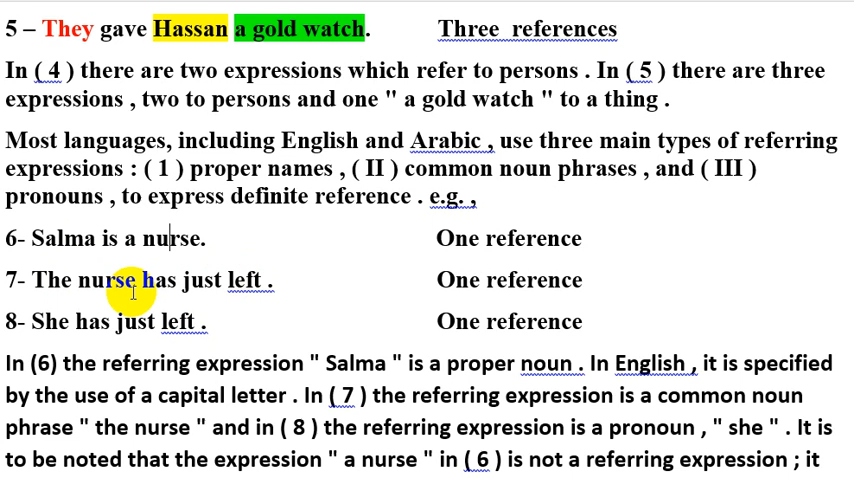 5 – They gave Hassan a gold watch. Three references
In ( 4 ) there are two expressions which refer to persons . In ( 5 ) there are three
expressions , two to persons and one " a gold watch " to a thing .
Most languages, including English and Arabic , use three main types of referring
expressions : ( 1 ) proper names , ( II ) common noun phrases , and ( III )
pronouns , to express definite reference . e.g. ,
6- Salma is a nurse. One reference
7- The nurse has just left . One reference
8- She has just left . One reference
In (6) the referring expression " Salma " is a proper noun . In English , it is specified
by the use of a capital letter . In ( 7 ) the referring expression is a common noun
phrase " the nurse " and in ( 8 ) the referring expression is a pronoun , " she " . It is
to be noted that the expression " a nurse " in ( 6 ) is not a referring expression ; it